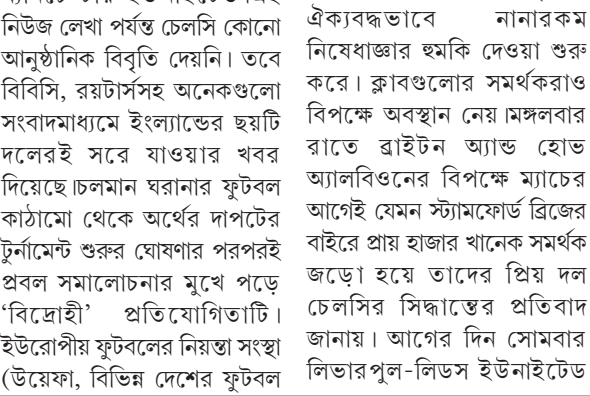 নিউজ লেখা পর্যন্ত চেলসি কোনো
আনুষ্ঠানিক বিবৃতি দেয়নি। তবে
বিবিসি, রয়টার্সসহ অনেকগুলো
সংবাদমাধ্যমে ইংল্যান্ডের ছয়টি
দলেরই সরে যাওয়ার খবর
দিয়েছে।চলমান ঘরানার ফুটবল
কাঠামো থেকে অর্থের দাপটের
টুর্নামেন্ট শুরুর ঘোষণার পরপরই
প্রবল সমালোচনার মুখে পড়ে
‘বিদ্রোহী’ প্রতিযোগিতাটি।
ইউরোপীয় ফুটবলের নিয়ন্তা সংস্থা
(উয়েফা, বিভিন্ন দেশের ফুটবল
ঐক্যবদ্ধভাবে নানারকম
নিষেধাজ্ঞার হুমকি দেওয়া শুরু
করে। ক্লাবগুলোর সমর্থকরাও
বিপক্ষে অবস্থান নেয়।মঙ্গলবার
রাতে ব্রাইটন অ্যান্ড হোভ
অ্যালবিওনের বিপক্ষে ম্যাচের
আগেই যেমন স্ট্যামফোর্ড ব্রিজের
বাইরে প্রায় হাজার খানেক সমর্থক
জড়ো হয়ে তাদের প্রিয় দল
চেলসির সিদ্ধান্তের প্রতিবাদ
জানায়। আগের দিন সোমবার
লিভারপুল-লিডস ইউনাইটেড